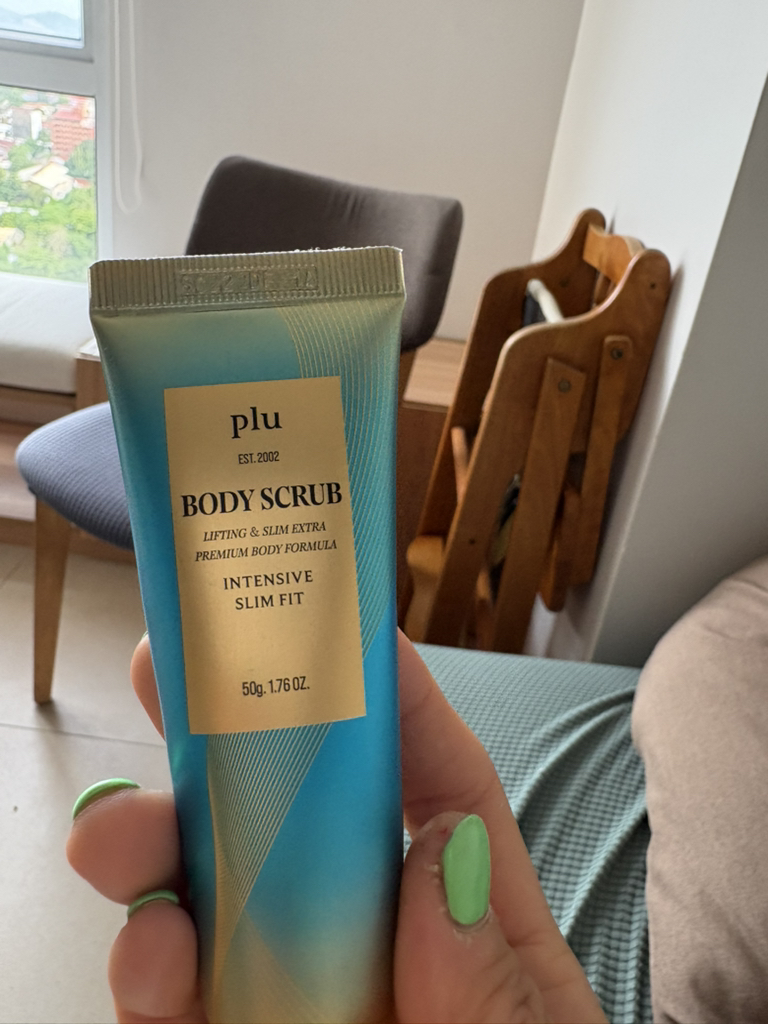 plu
EST. 2002
BODY SCRUB
LIFTING & SLIM EXTRA
PREMIUM BODY FORMULA
INTENSIVE
SLIM FIT
50g. 1.76 OZ.